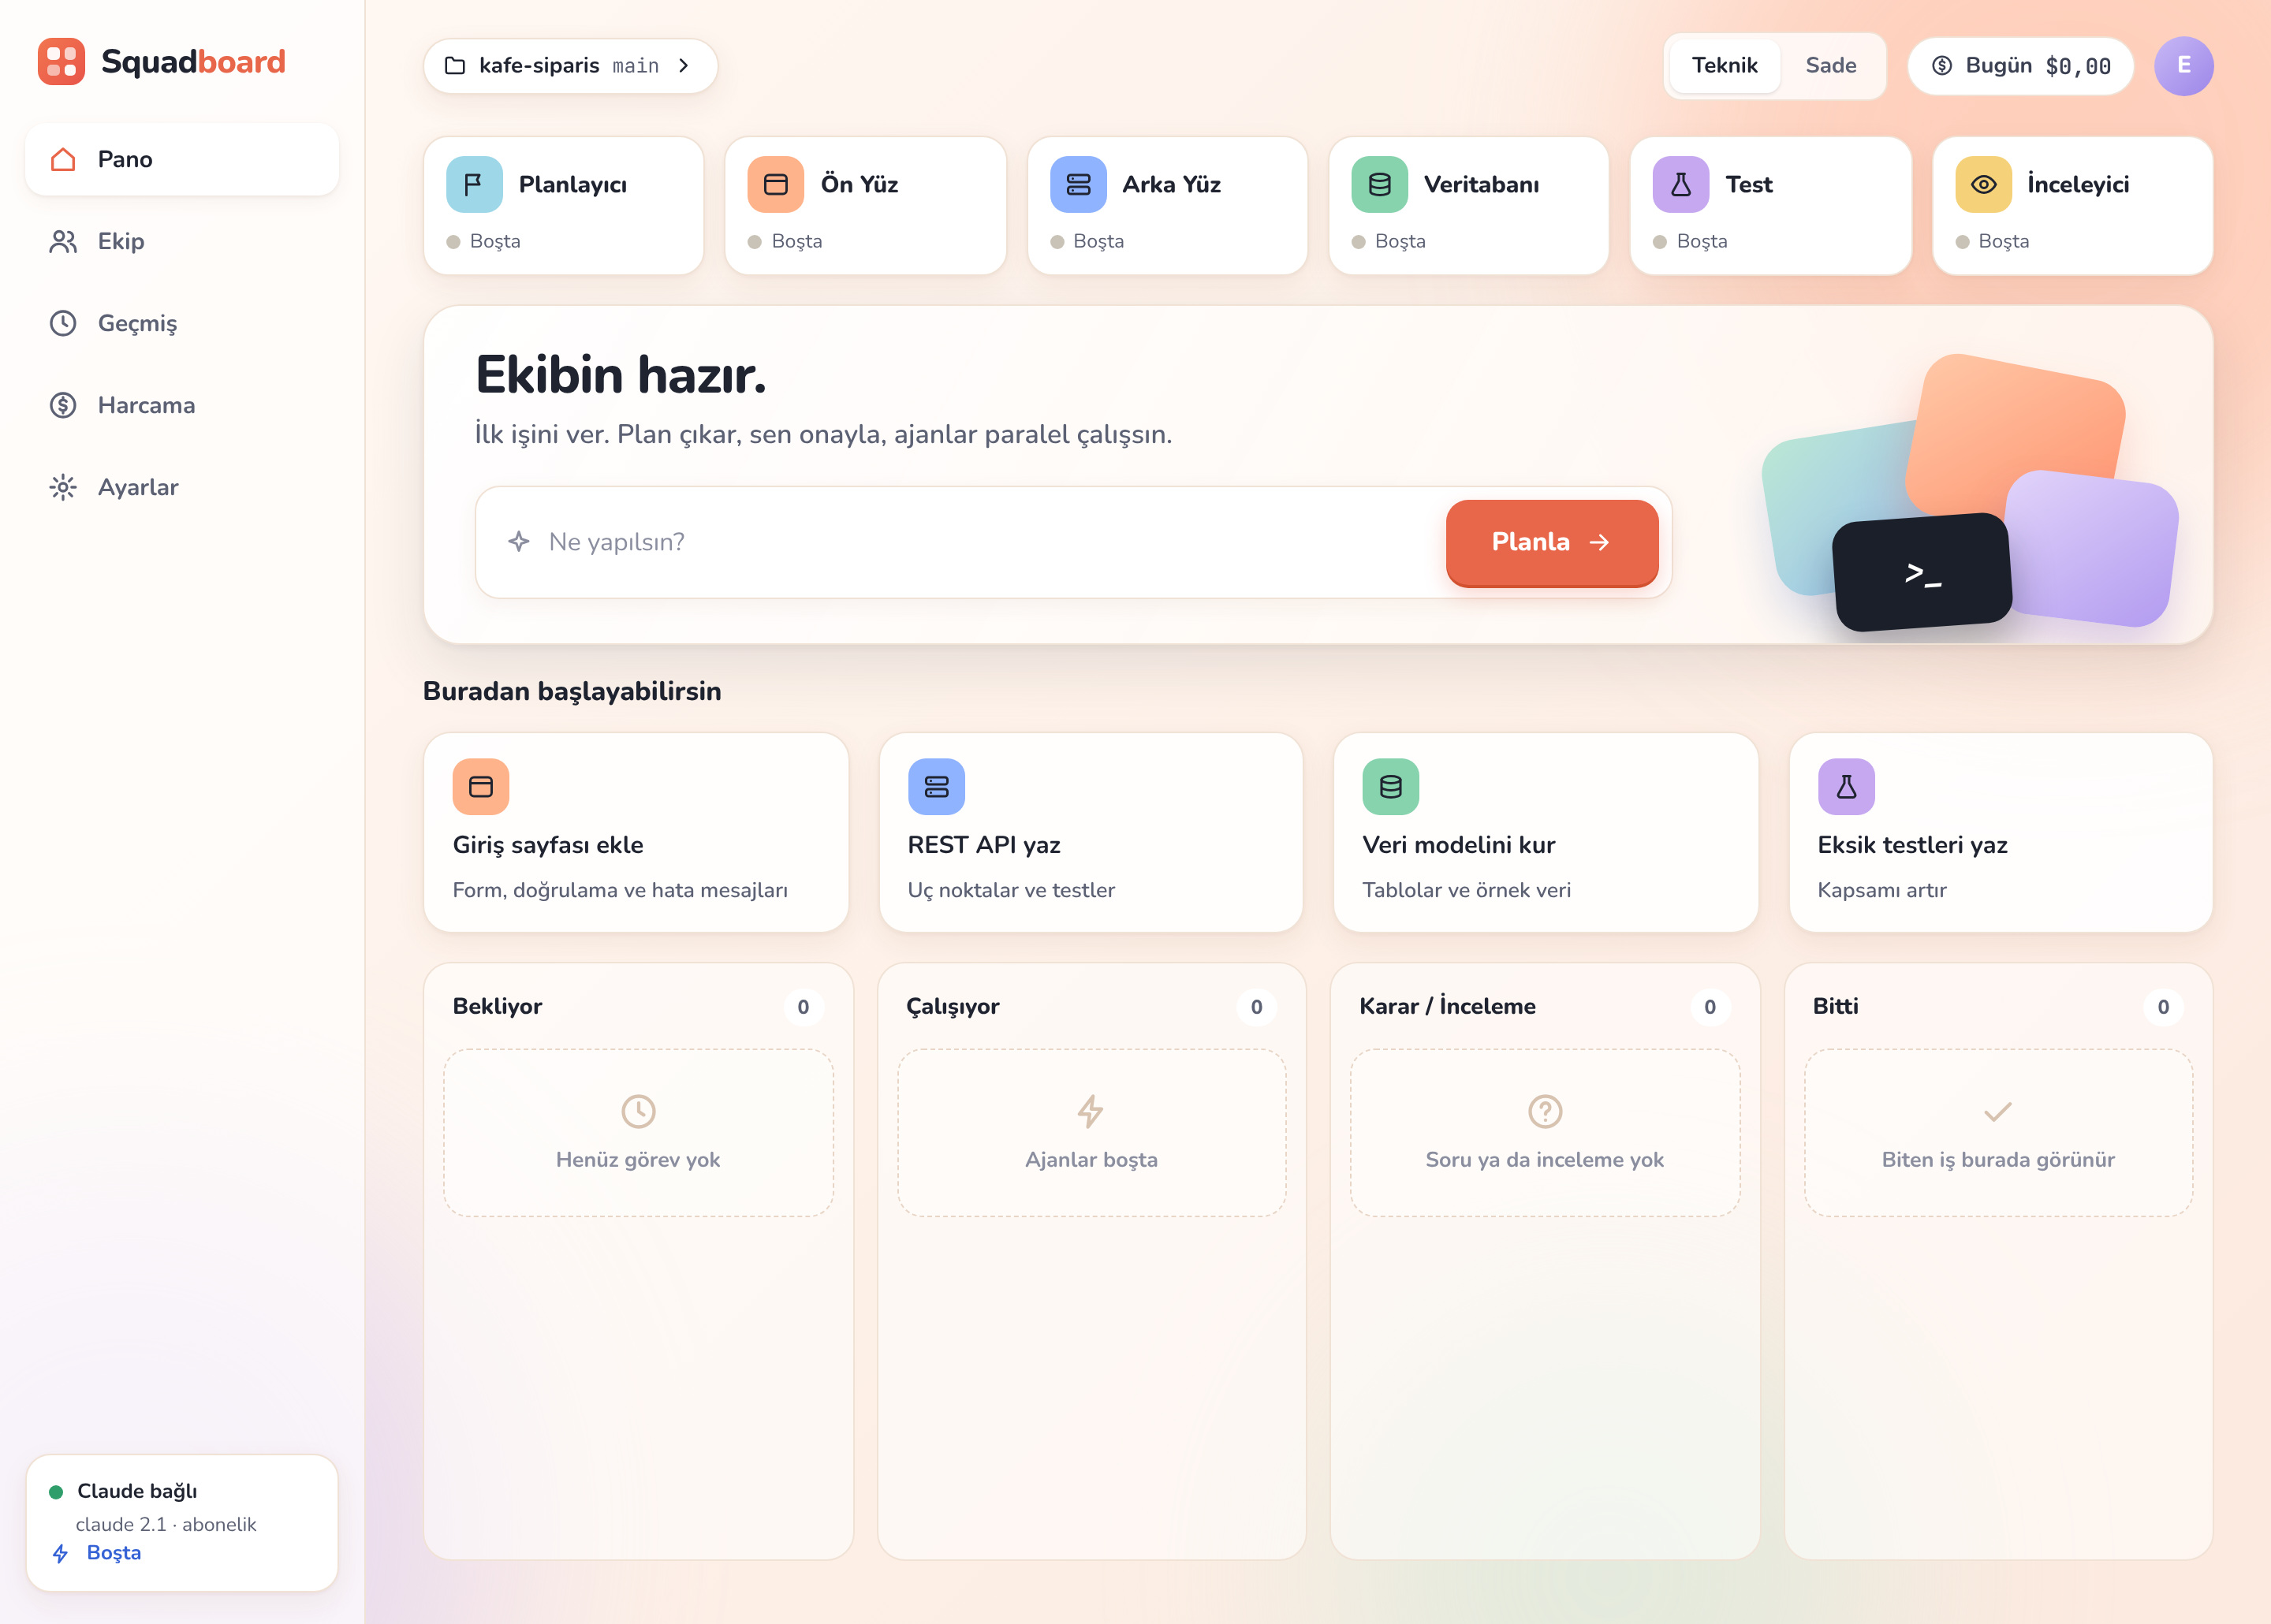 Squadboard
Pano
Ekip
Geçmiş
Harcama
Ayarlar
Claude bağlı
claude 2.1 · abonelik
Boşta
kafe-siparis main
Teknik
Sade
Bugün $0,00
E
Planlayıcı
Boşta
Ön Yüz
Boşta
Arka Yüz
Boşta
Veritabanı
Boşta
Test
Boşta
İnceleyici
Boşta
Ekibin hazır.
İlk işini ver. Plan çıkar, sen onayla, ajanlar paralel çalışsın.
Ne yapılsın?
Planla
>_
Buradan başlayabilirsin
Giriş sayfası ekle
Form, doğrulama ve hata mesajları
REST API yaz
Uç noktalar ve testler
Veri modelini kur
Tablolar ve örnek veri
Eksik testleri yaz
Kapsamı artır
Bekliyor 0
Henüz görev yok
Çalışıyor 0
Ajanlar boşta
Karar / İnceleme 0
Soru ya da inceleme yok
Bitti 0
Biten iş burada görünür